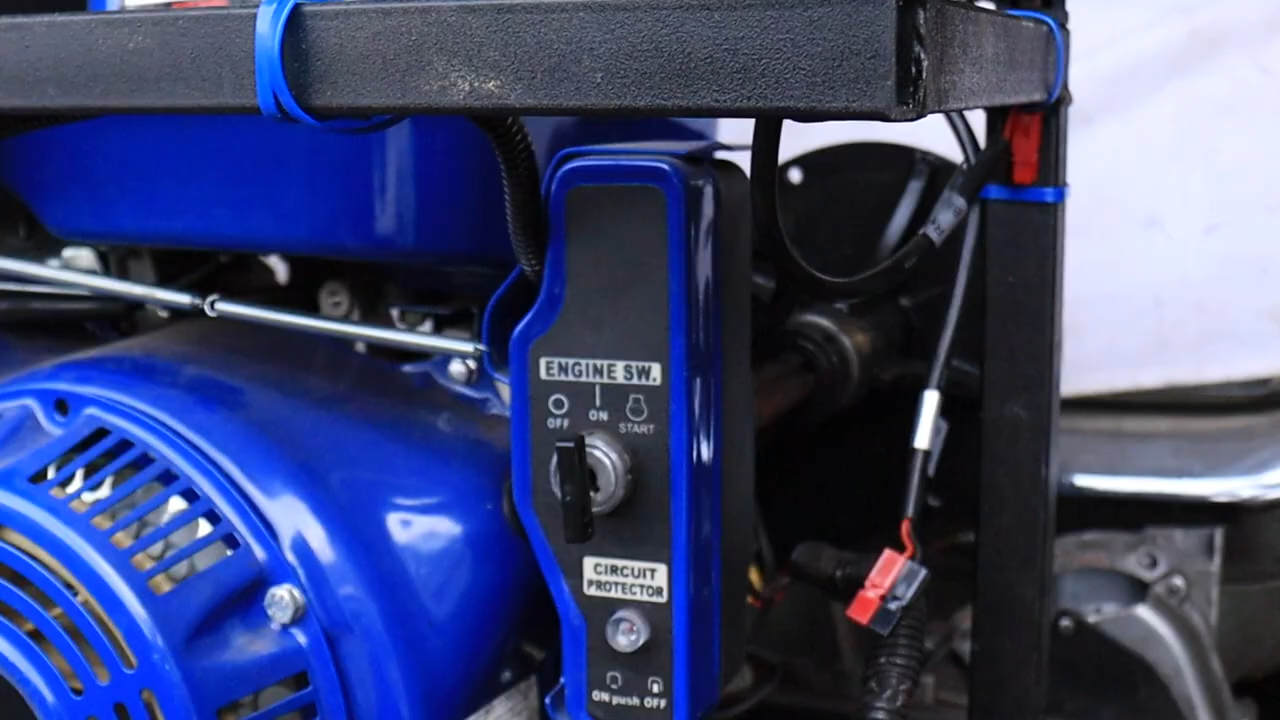 ENGINE SW.
OFF ON START
CIRCUIT
PROTECTOR
ON push OFF